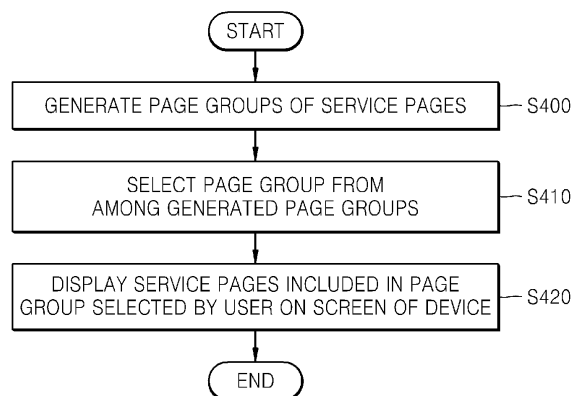 START
GENERATE PAGE GROUPS OF SERVICE PAGES
S400
SELECT PAGE GROUP FROM
AMONG GENERATED PAGE GROUPS
S410
DISPLAY SERVICE PAGES INCLUDED IN PAGE
GROUP SELECTED BY USER ON SCREEN OF DEVICE
S420
END